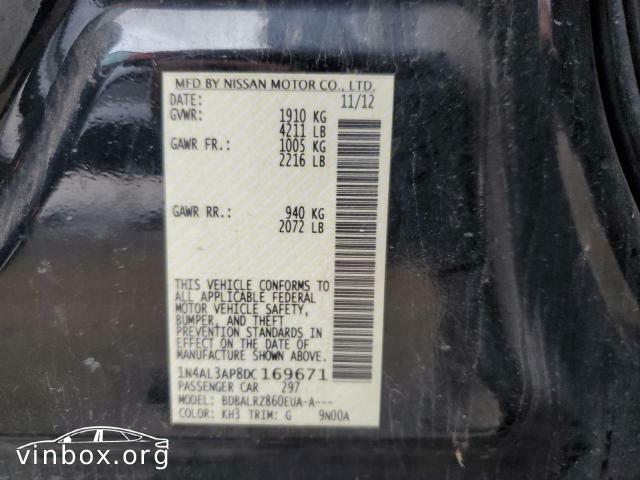 MFD BY NISSAN MOTOR CO., LTD.
DATE: 11/12
GVWR: 1910 KG
4211 LB
GAWR FR.: 1005 KG
2216 LB
GAWR RR.: 940 KG
2072 LB
THIS VEHICLE CONFORMS TO
ALL APPLICABLE FEDERAL
MOTOR VEHICLE SAFETY,
BUMPER, AND THEFT
PREVENTION STANDARDS IN
EFFECT ON THE DATE OF
MANUFACTURE SHOWN ABOVE.
1N4AL3AP8DC169671
PASSENGER CAR 297
MODEL: BDBALRZ860EUA-A---
COLOR: KH3 TRIM: G 9N00A
vinbox.org